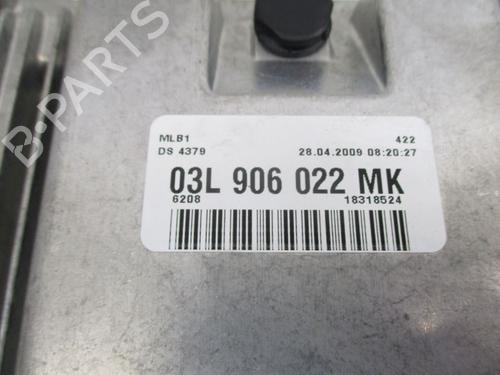 B-PARTS
MLB1 422
DS 4379 28.04.2009 08:20:27
03L 906 022 MK
6208 18318524